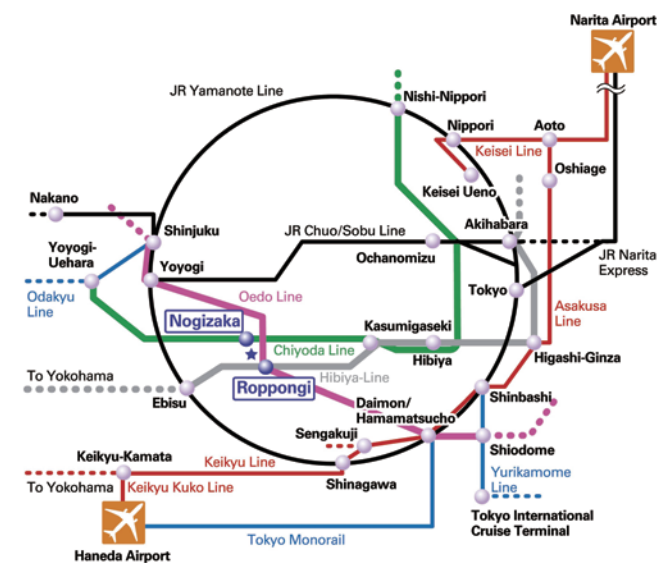 Narita Airport
JR Yamanote Line
Nishi-Nippori
Nippori
Aoto
Keisei Line
Oshiage
Keisei Ueno
Nakano
Shinjuku
JR Chuo/Sobu Line
Akihabara
Yoyogi-
Uehara
Yoyogi
Ochanomizu
JR Narita
Express
Odakyu
Line
Oedo Line
Tokyo
Asakusa
Line
Nogizaka
Kasumigaseki
Chiyoda Line
Hibiya
Higashi-Ginza
To Yokohama
Roppongi
Hibiya-Line
Ebisu
Daimon/
Hamamatsucho
Shinbashi
Sengakuji
Shiodome
Keikyu-Kamata
Keikyu Line
Shinagawa
To Yokohama
Keikyu Kuko Line
Yurikamome
Line
Tokyo International
Cruise Terminal
Tokyo Monorail
Haneda Airport